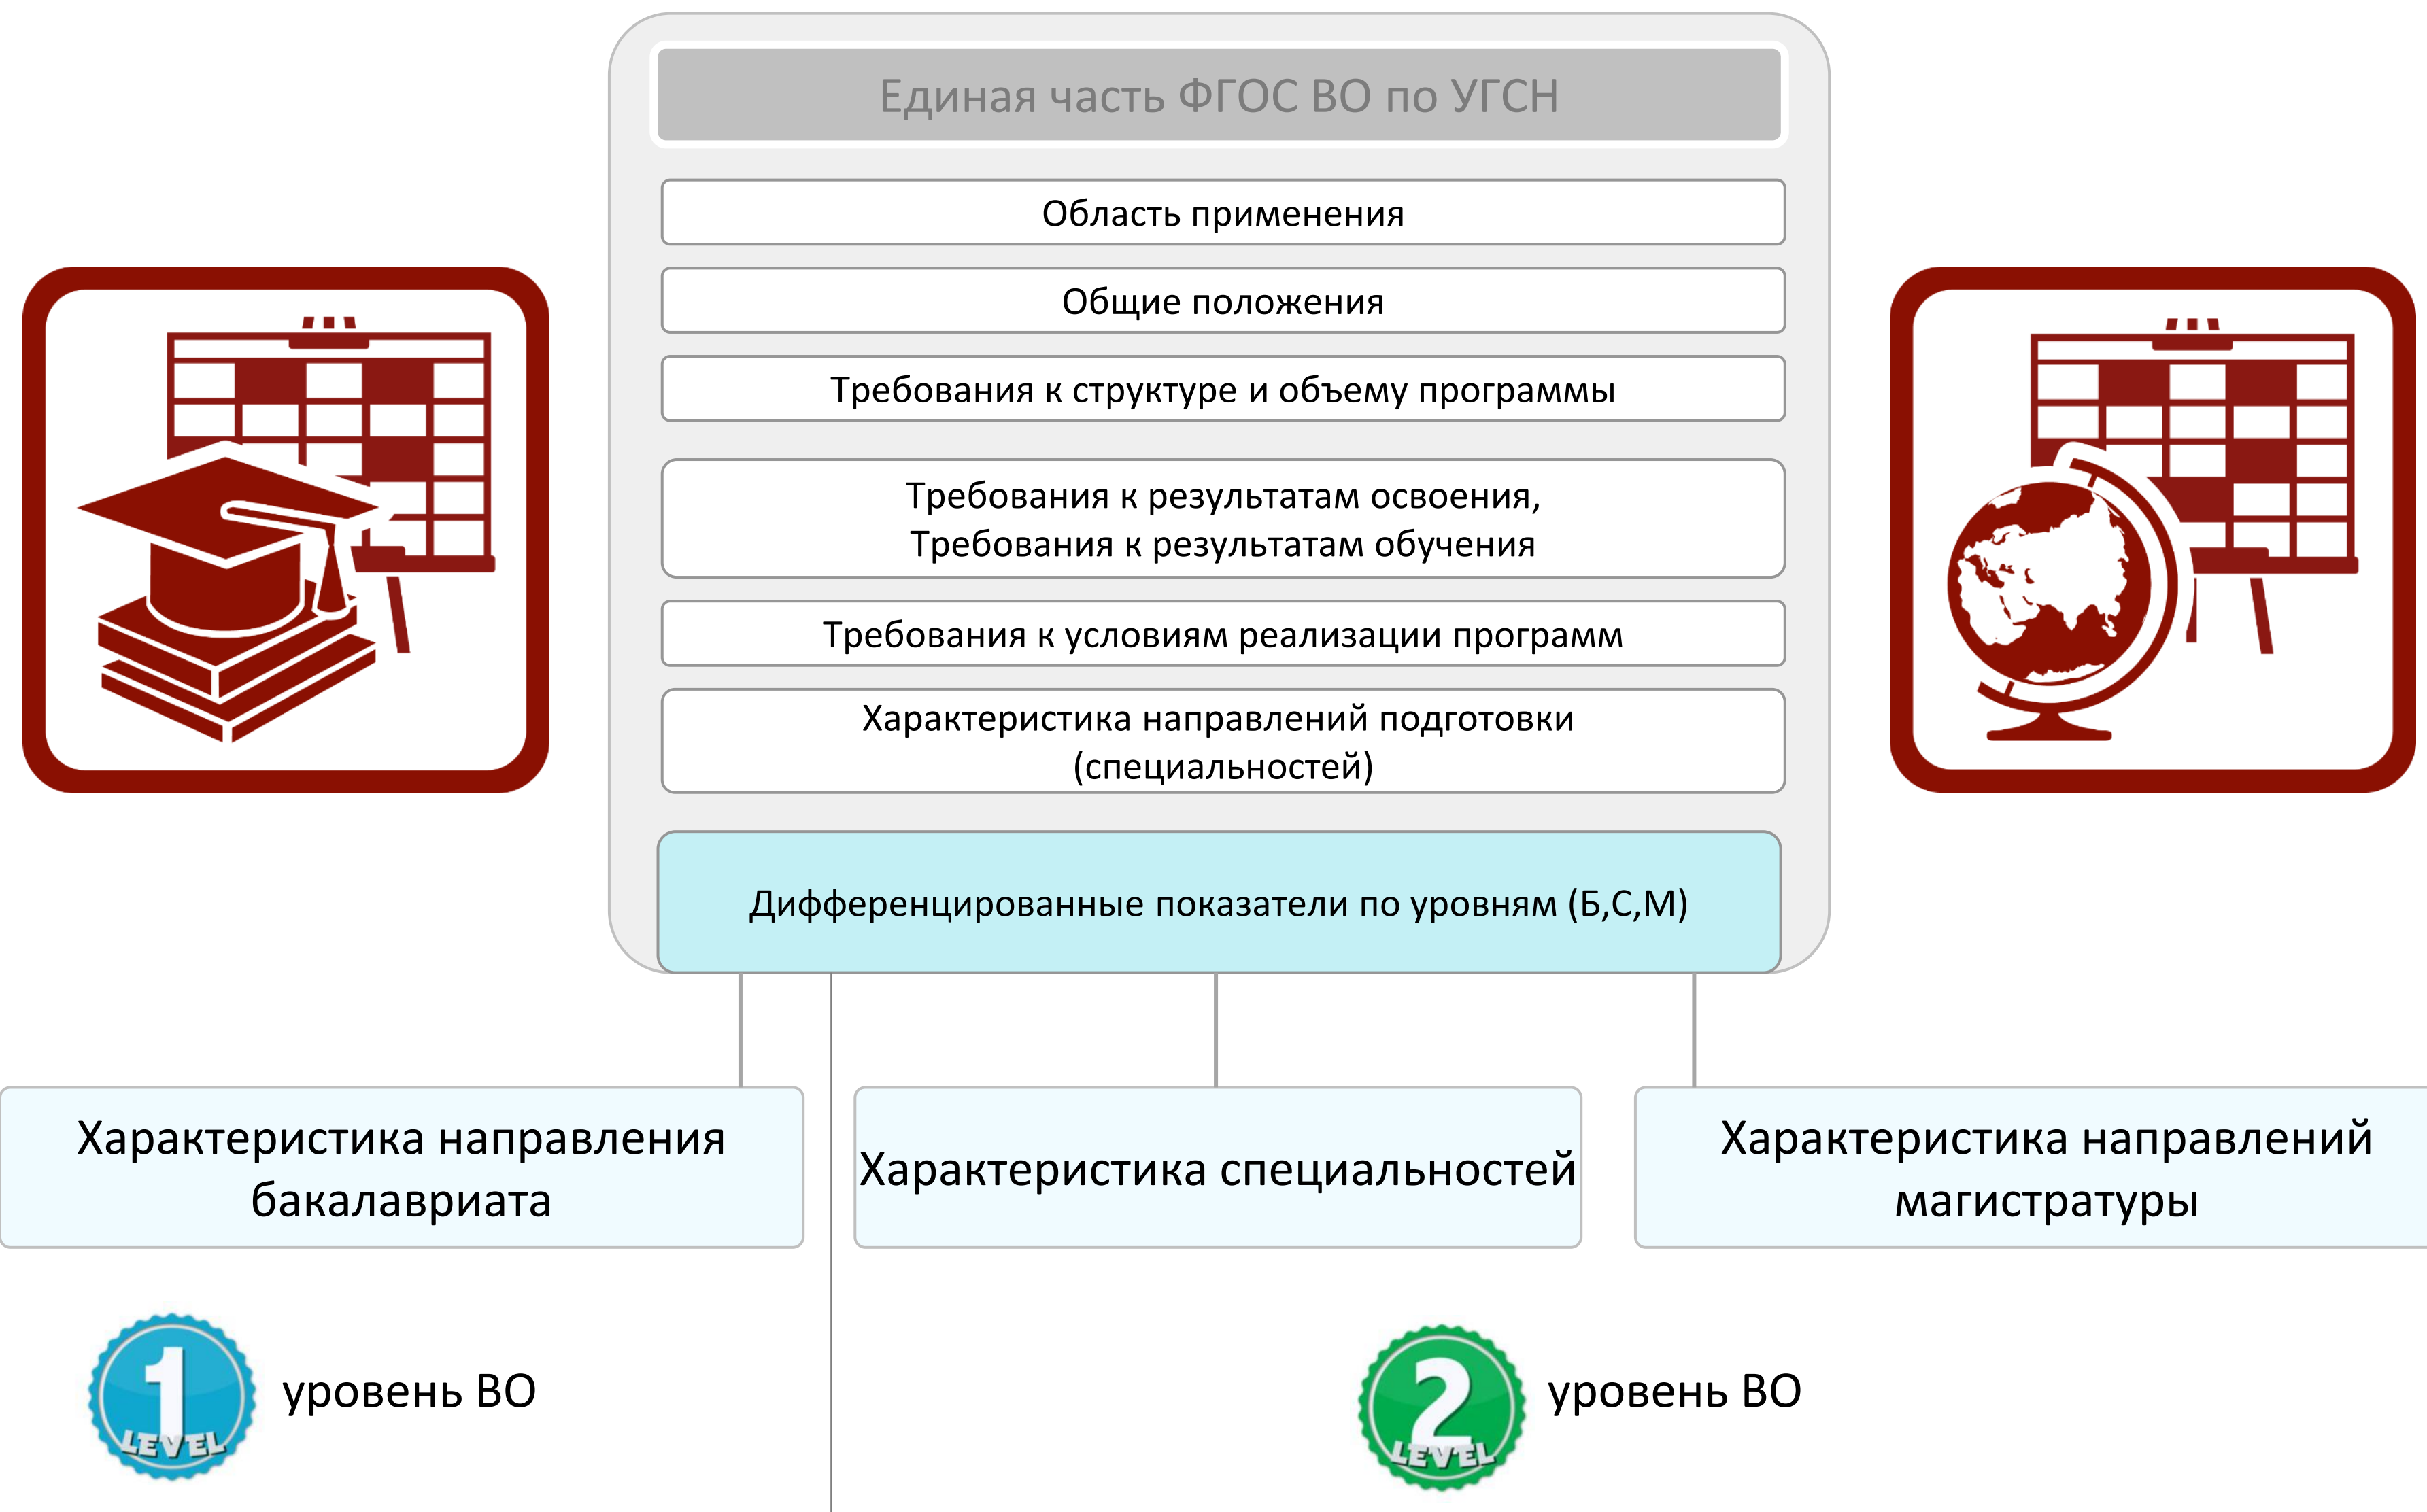 Единая часть ФГОС ВО по УГСН
Область применения
Общие положения
Требования к структуре и объему программы
Требования к результатам освоения,
Требования к результатам обучения
Требования к условиям реализации программ
Характеристика направлений подготовки
(специальностей)
Дифференцированные показатели по уровням (Б,С,М)
Характеристика направления
бакалавриата
Характеристика специальностей
Характеристика направлений
магистратуры
1
LEVEL
уровень ВО
2
LEVEL
уровень ВО